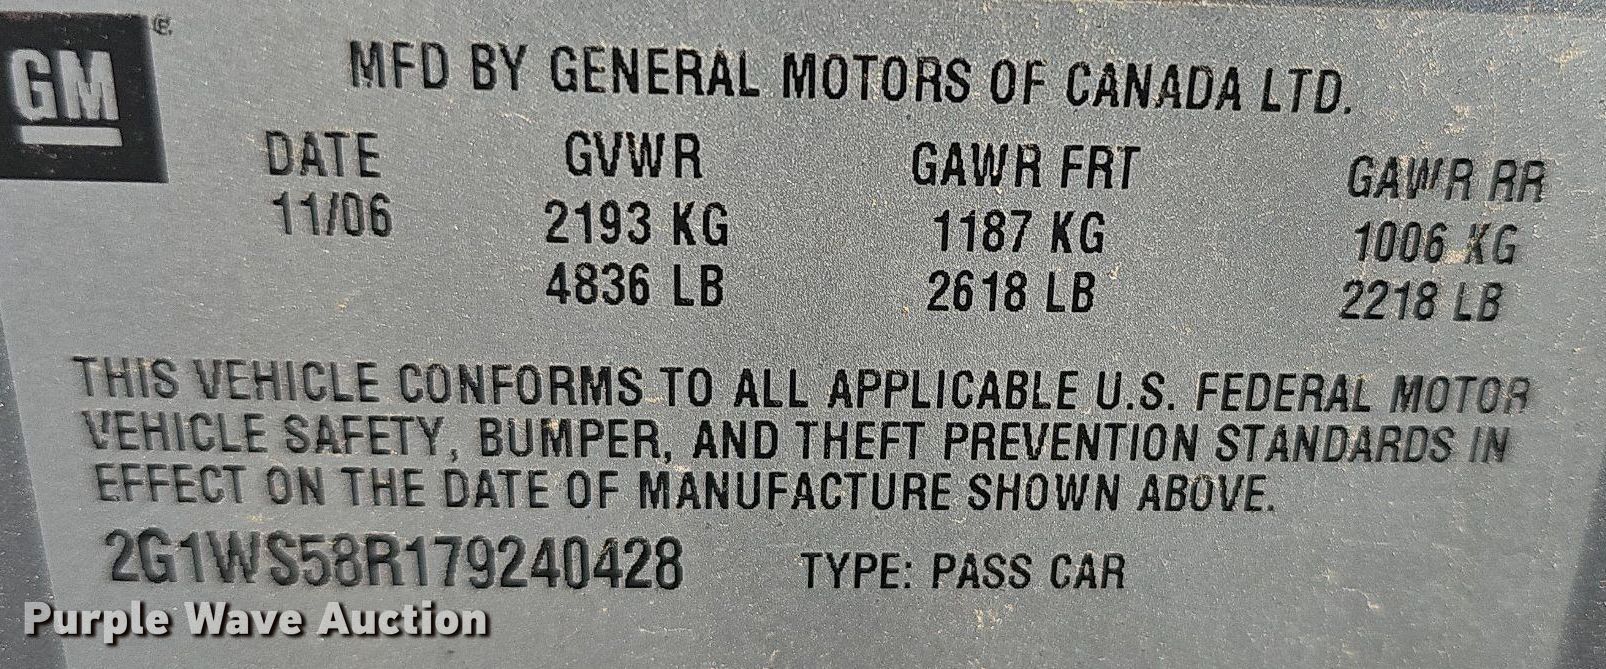 GM
MFD BY GENERAL MOTORS OF CANADA LTD.
DATE GVWR GAWR FRT GAWR RR
11/06 2193 KG 1187 KG 1006 KG
4836 LB 2618 LB 2218 LB
THIS VEHICLE CONFORMS TO ALL APPLICABLE U.S. FEDERAL MOTOR
VEHICLE SAFETY, BUMPER, AND THEFT PREVENTION STANDARDS IN
EFFECT ON THE DATE OF MANUFACTURE SHOWN ABOVE.
2G1WS58R179240428 TYPE: PASS CAR
Purple Wave Auction